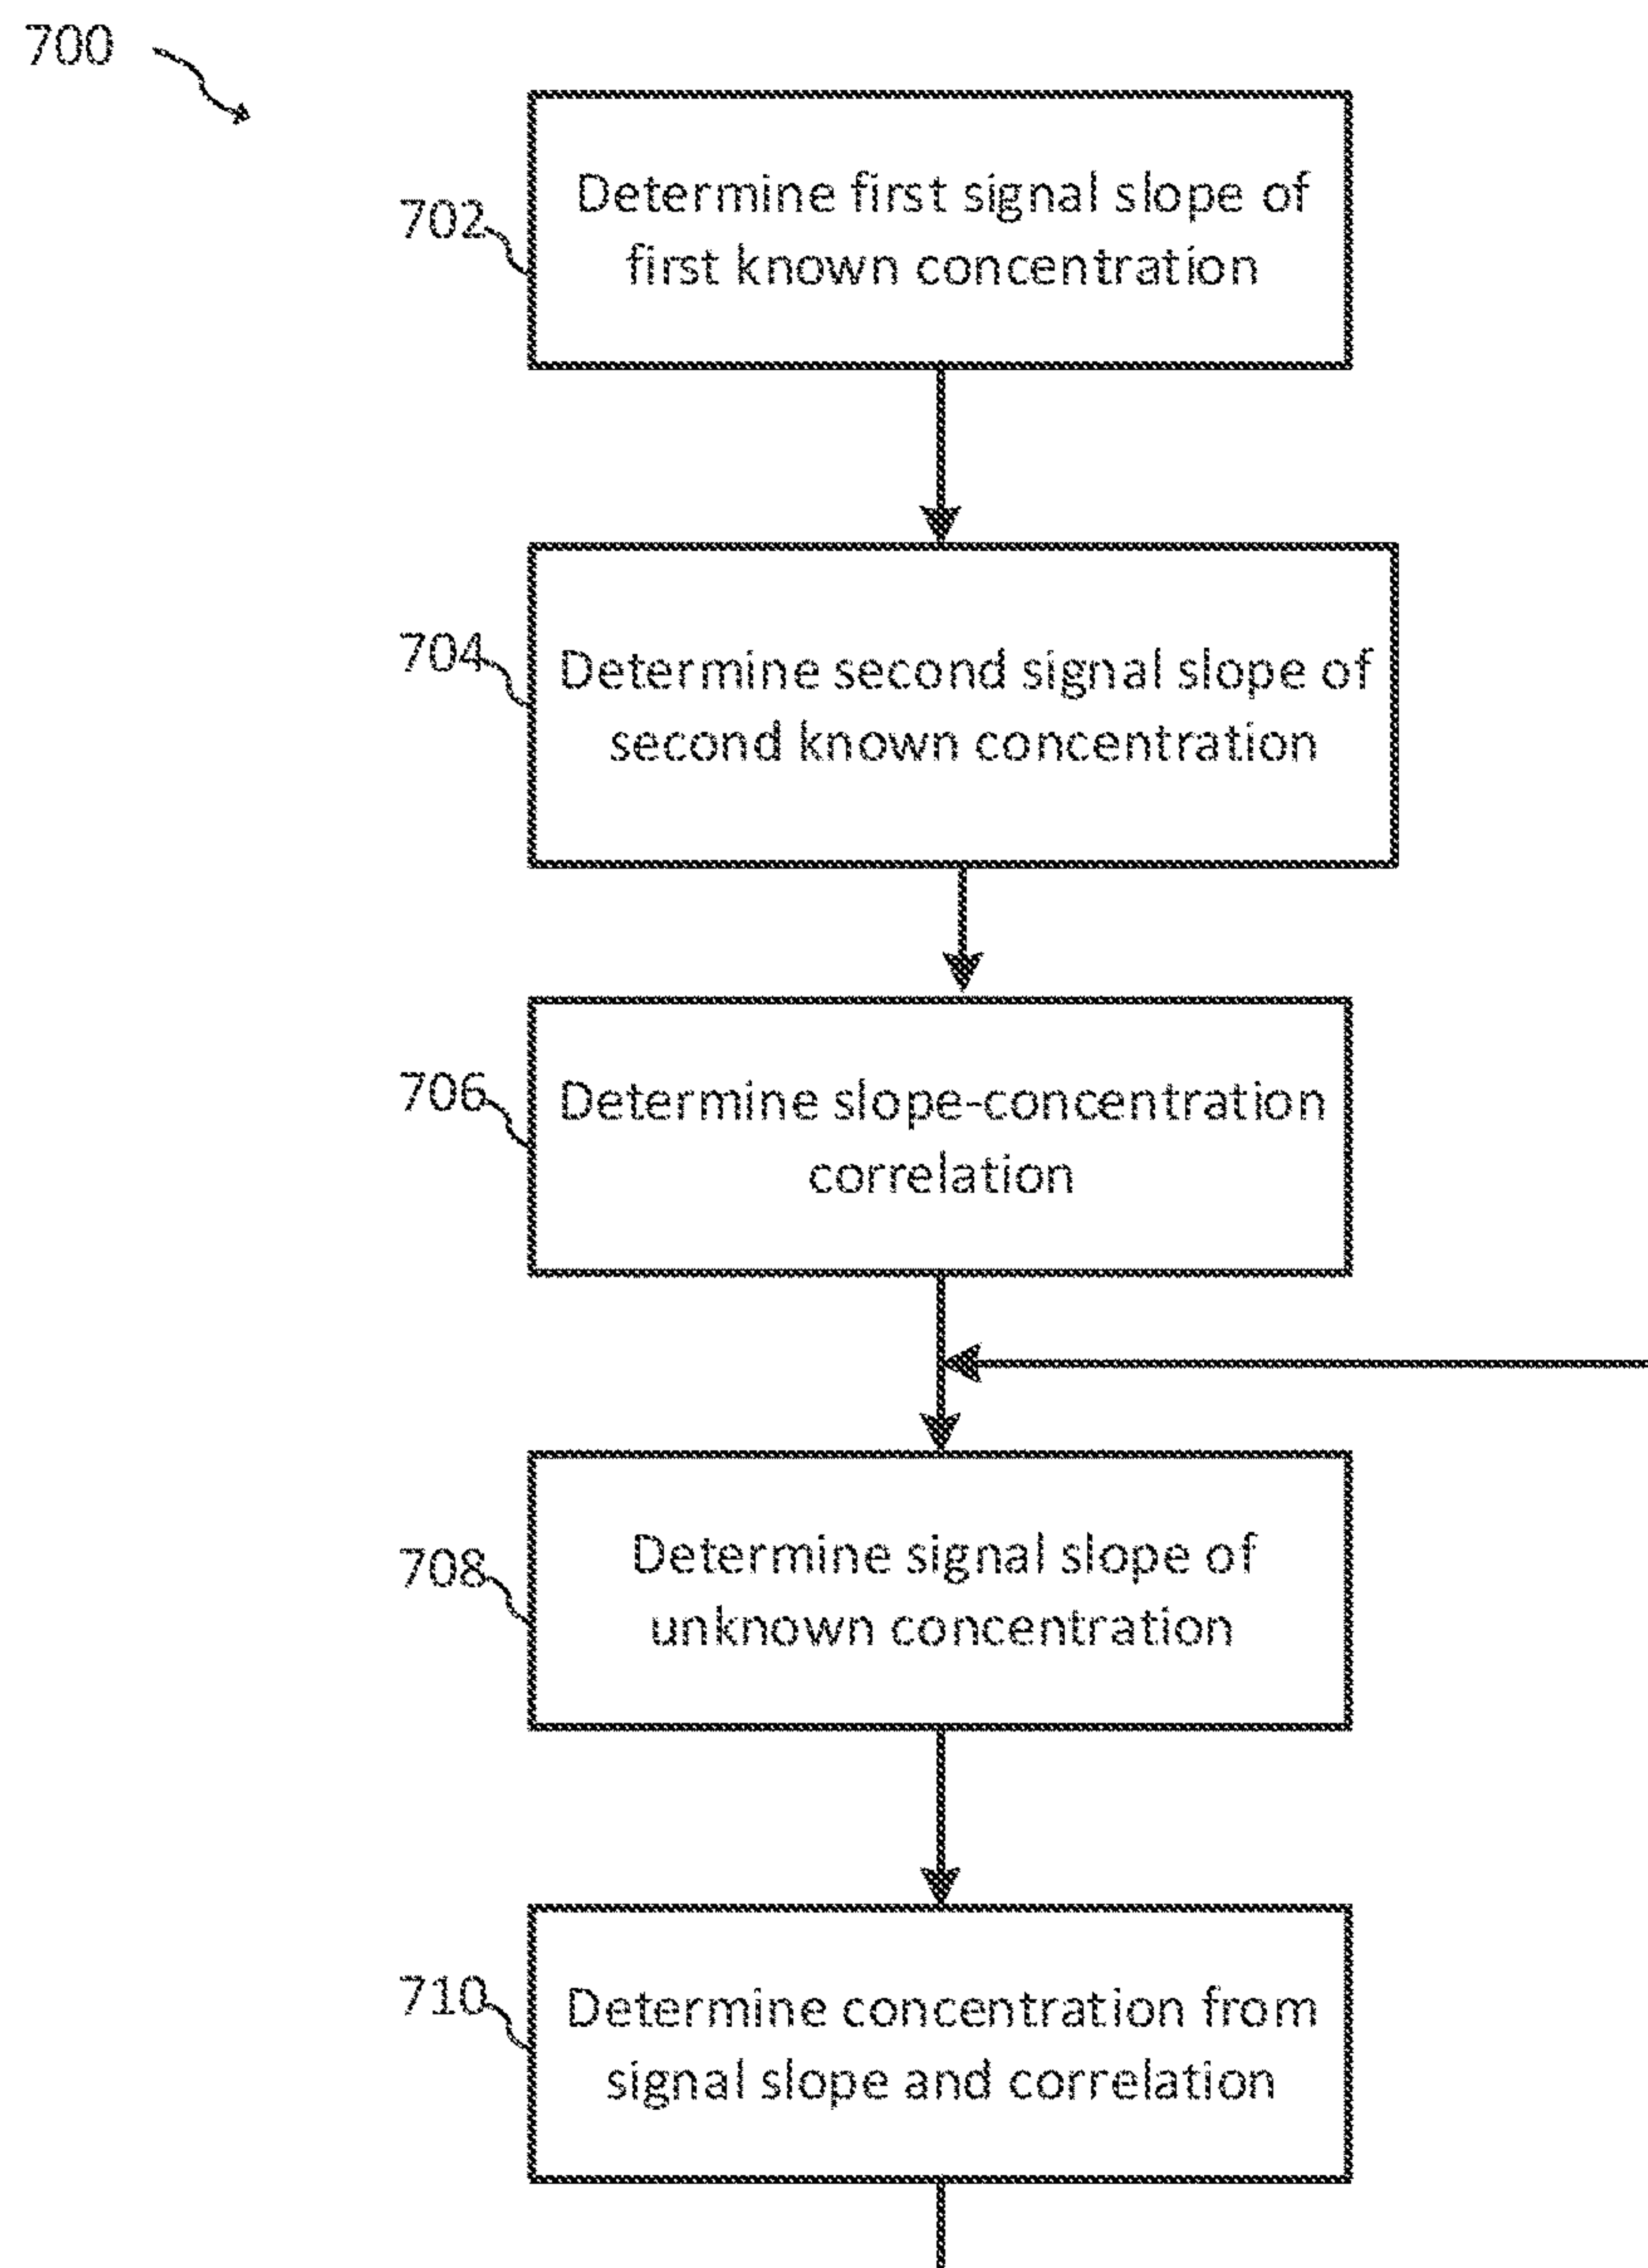 700
702
Determine first signal slope of
first known concentration
704
Determine second signal slope of
second known concentration
706
Determine slope-concentration
correlation
708
Determine signal slope of
unknown concentration
710
Determine concentration from
signal slope and correlation